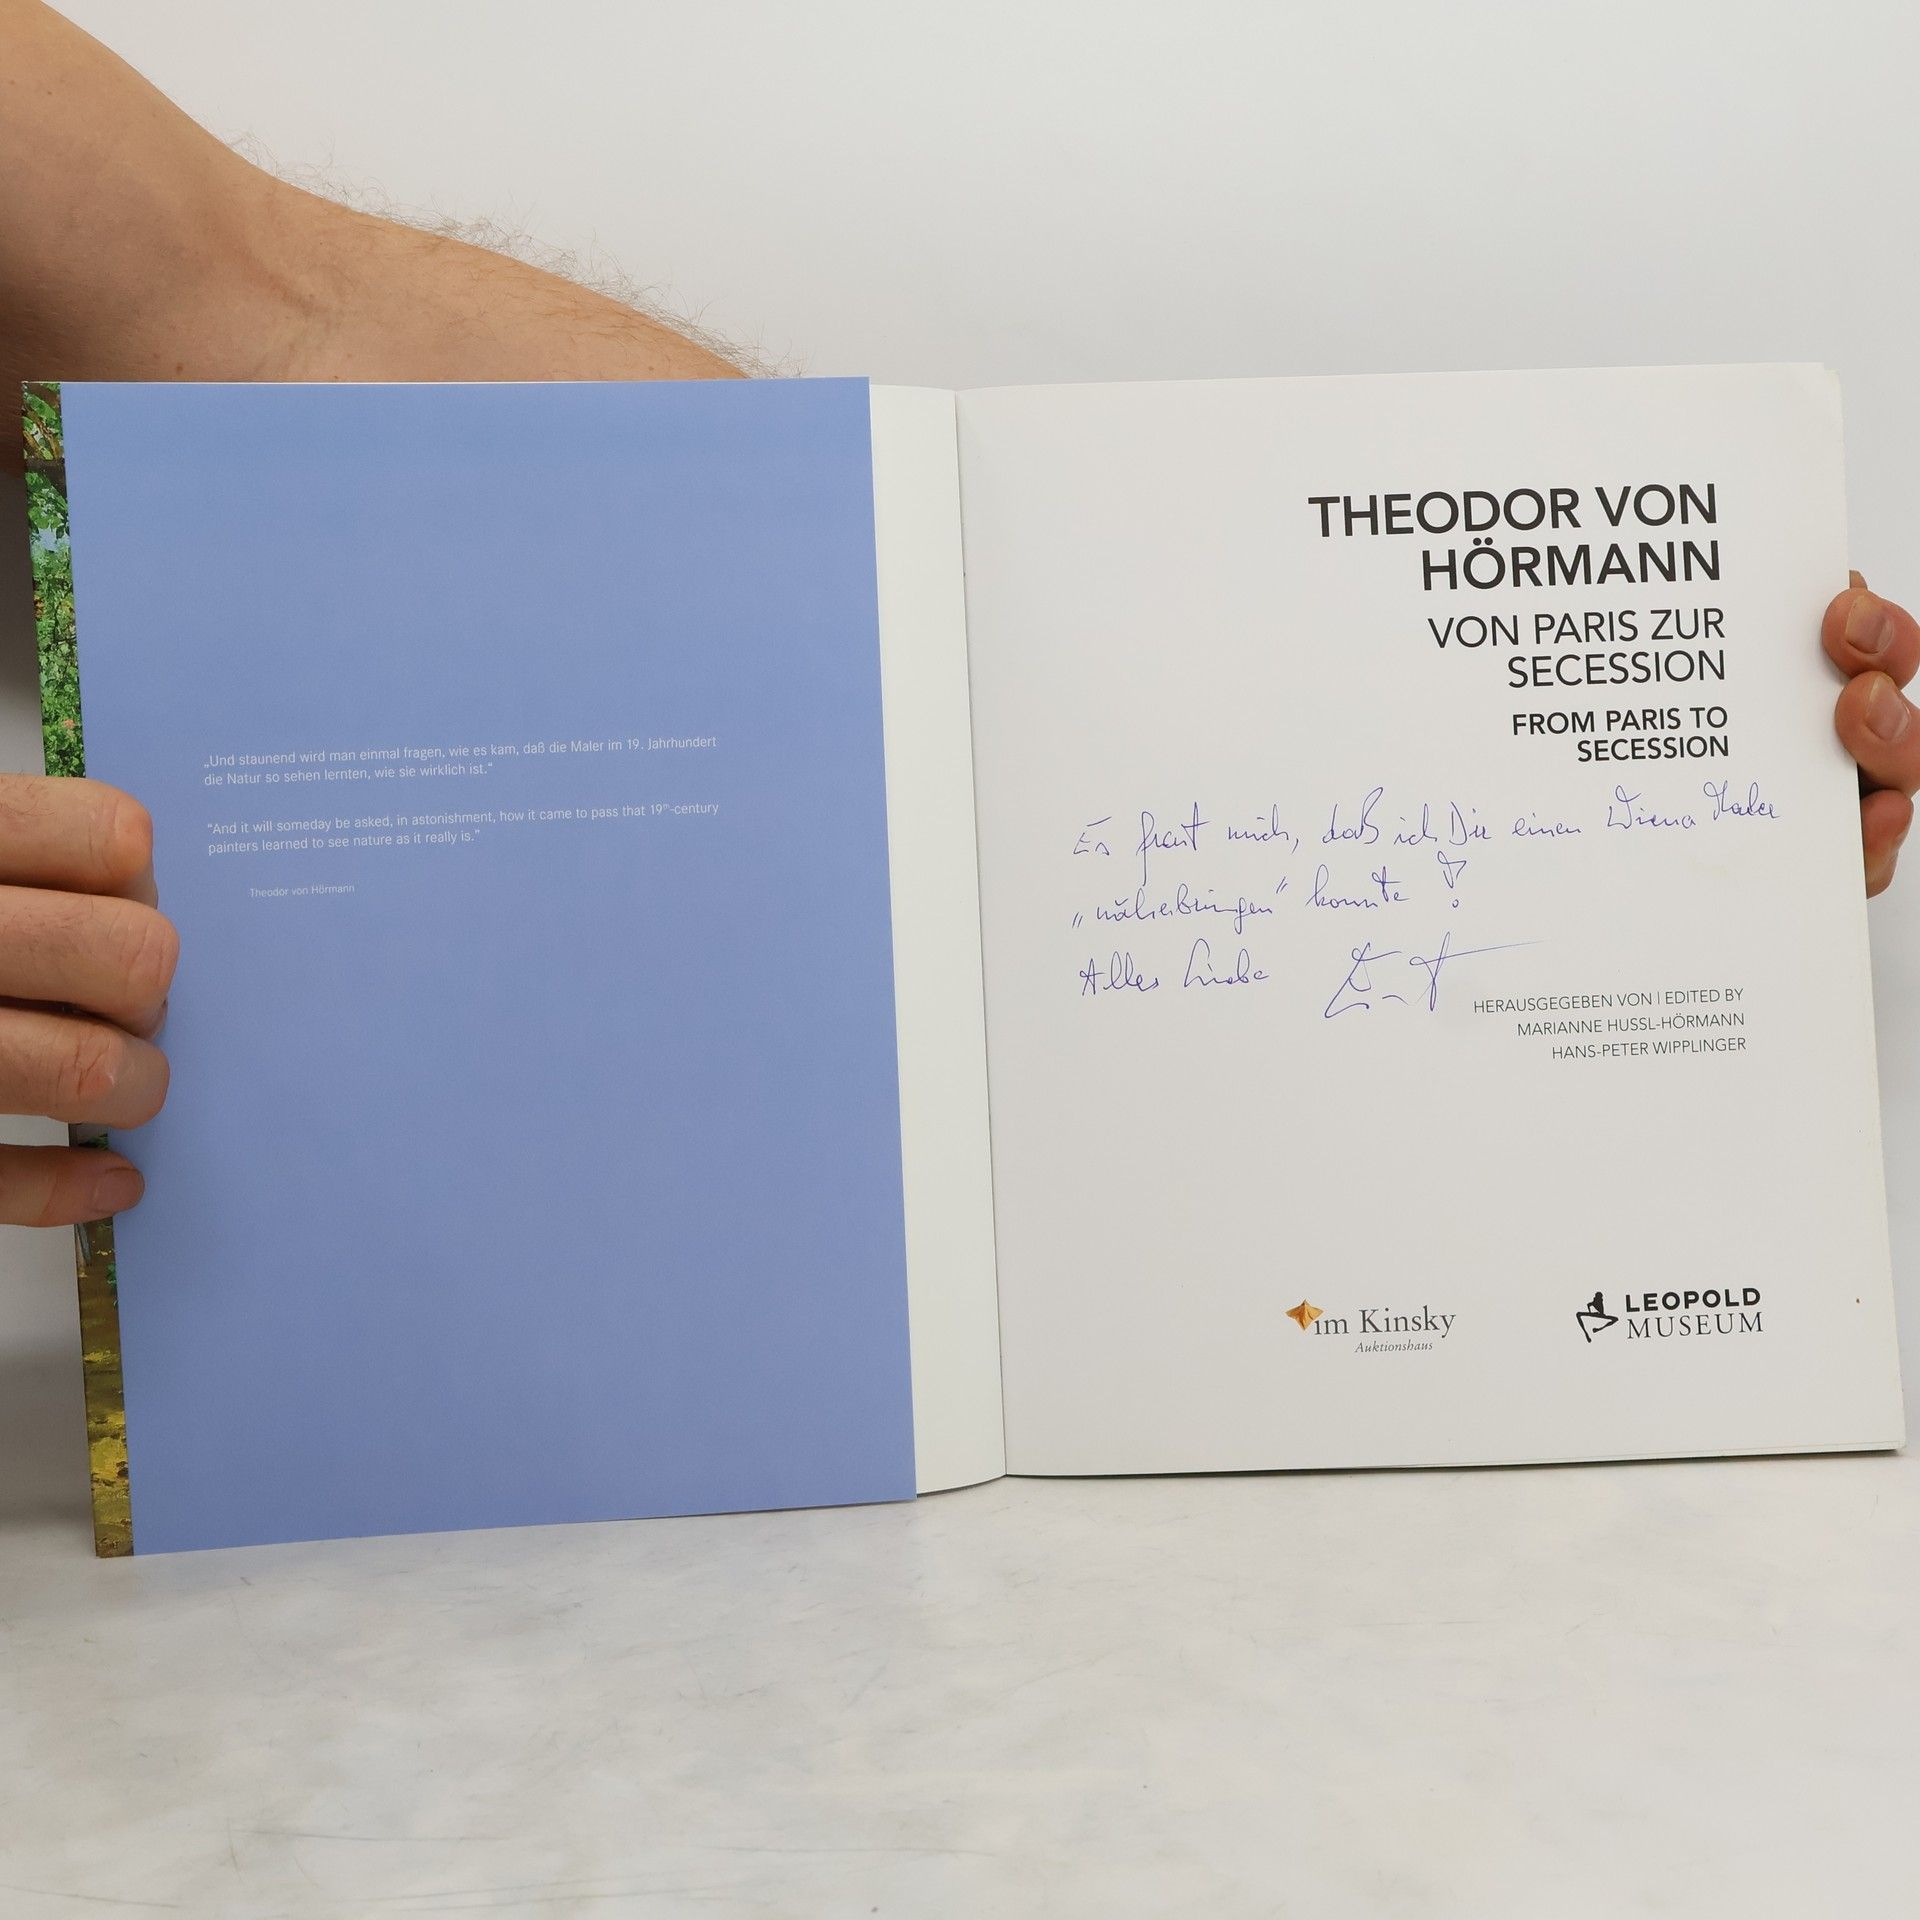 „Und staunend wird man einmal fragen, wie es kam, daß die Maler im 19. Jahrhundert
die Natur so sehen lernten, wie sie wirklich ist.“
“And it will someday be asked, in astonishment, how it came to pass that 19th-century
painters learned to see nature as it really is.”
Theodor von Hörmann
THEODOR VON
HÖRMANN
VON PARIS ZUR
SECESSION
FROM PARIS TO
SECESSION
Es freut mich, daß ich Dir einen Wiener Maler
„näherbringen“ konnte!
Alles Liebe
HERAUSGEGEBEN VON | EDITED BY
MARIANNE HUSSL-HÖRMANN
HANS-PETER WIPPLINGER
im Kinsky
Auktionshaus
LEOPOLD
MUSEUM